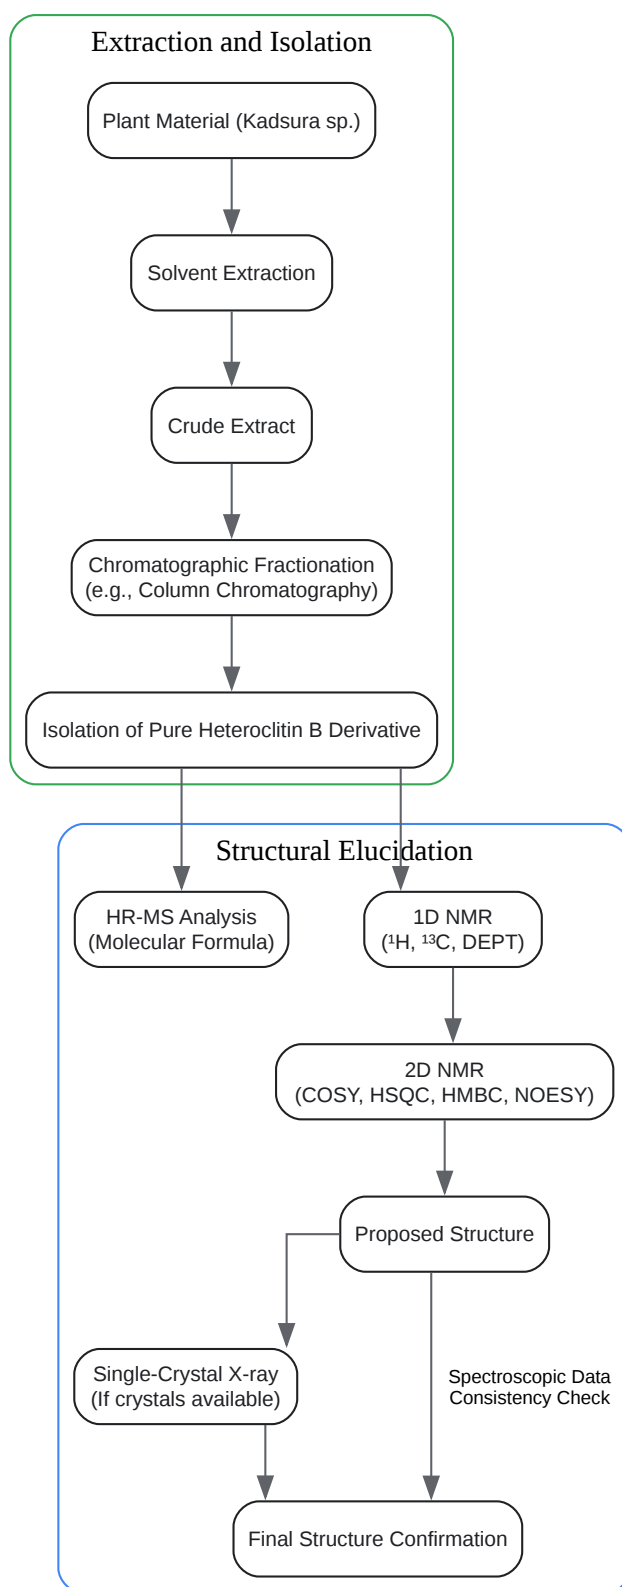 Extraction and Isolation
Plant Material (Kadsura sp.)
Solvent Extraction
Crude Extract
Chromatographic Fractionation
(e.g., Column Chromatography)
Isolation of Pure Heteroclitin B Derivative
Structural Elucidation
HR-MS Analysis
(Molecular Formula)
1D NMR
(¹H, ¹³C, DEPT)
2D NMR
(COSY, HSQC, HMBC, NOESY)
Proposed Structure
Single-Crystal X-ray
(If crystals available)
Spectroscopic Data
Consistency Check
Final Structure Confirmation